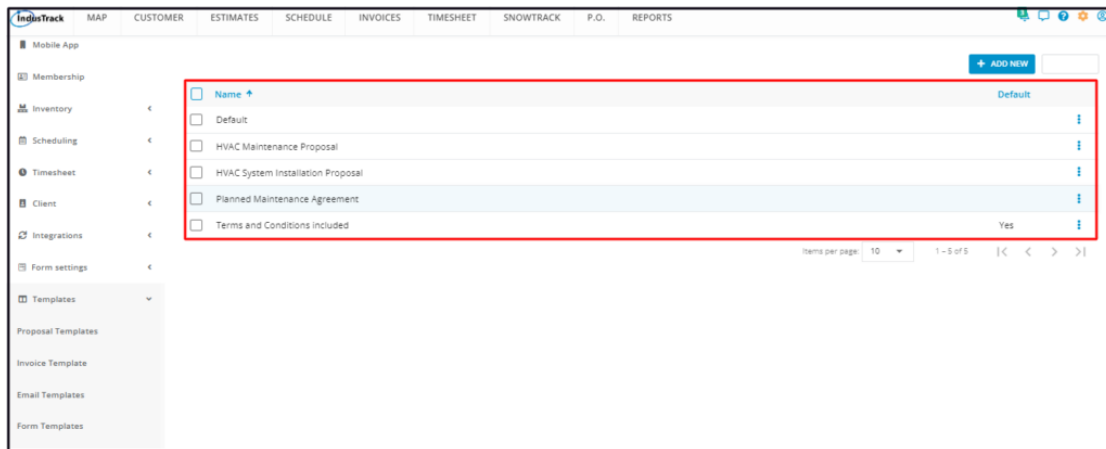 IndusTrack MAP CUSTOMER ESTIMATES SCHEDULE INVOICES TIMESHEET SNOWTRACK P.O. REPORTS 3
Mobile App
Membership
Inventory
Scheduling
Timesheet
Client
Integrations
Form settings
Templates
Proposal Templates
Invoice Template
Email Templates
Form Templates
+ ADD NEW
Name Default
Default
HVAC Maintenance Proposal
HVAC System Installation Proposal
Planned Maintenance Agreement
Terms and Conditions included Yes
Items per page: 10 1 – 5 of 5